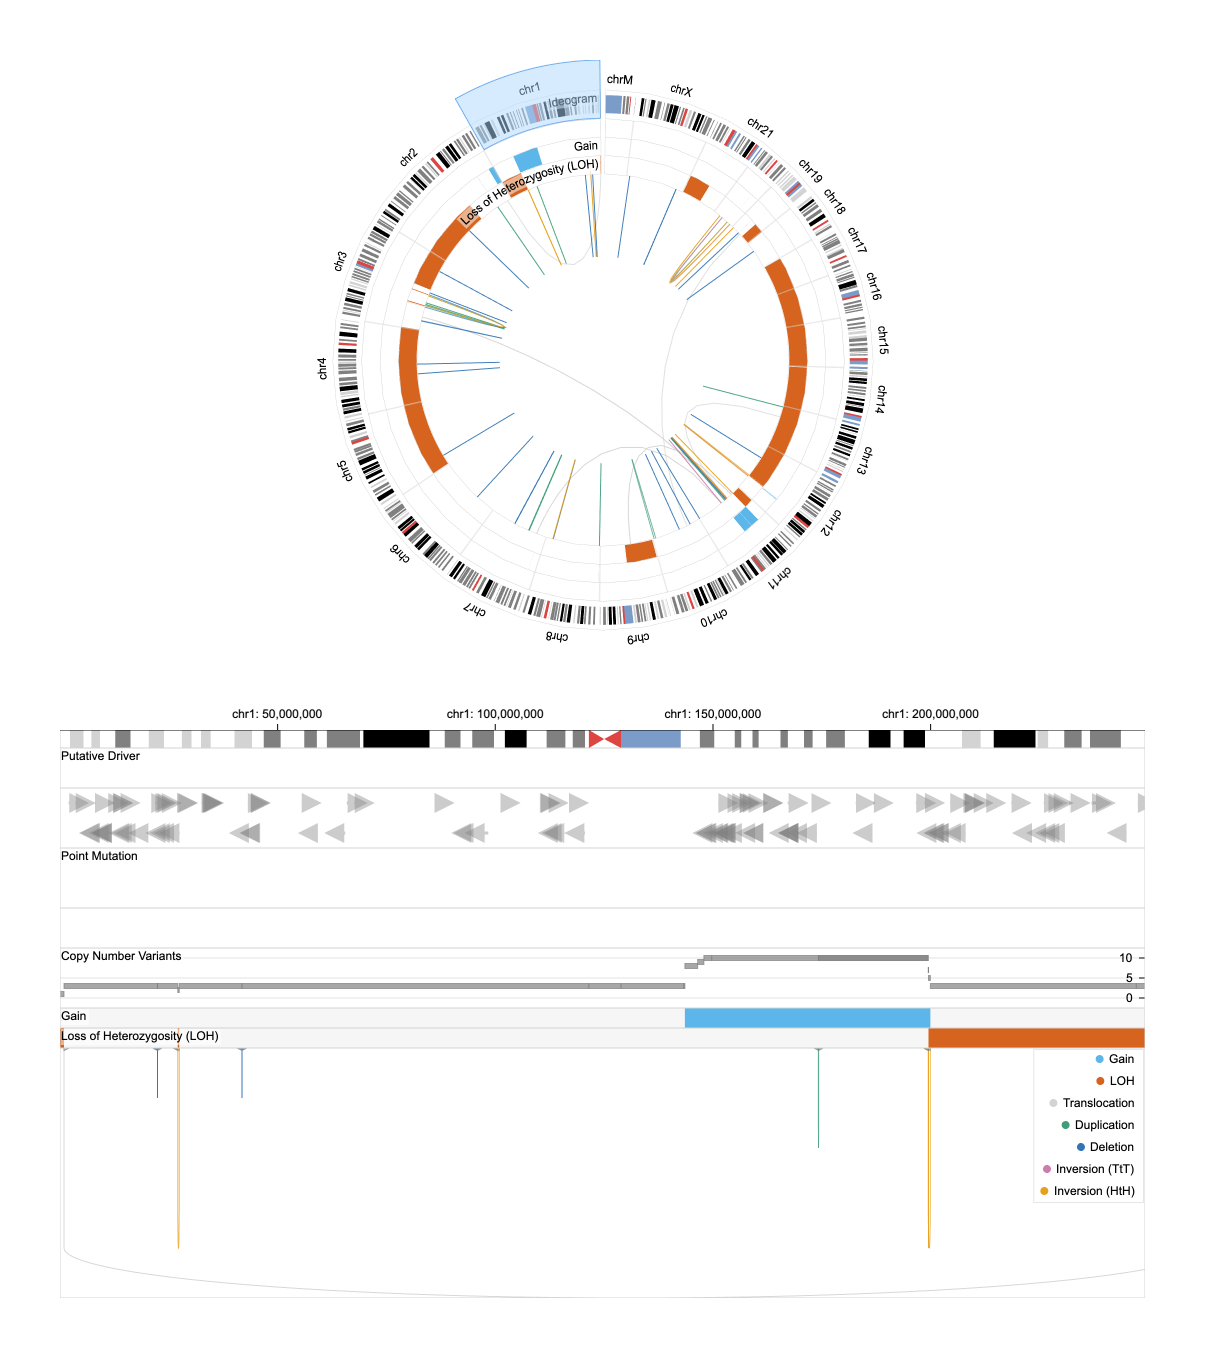 chrM
chrX
chr1
Ideogram
chr21
Gain
chr2
Loss of Heterozygosity (LOH)
chr19
chr18
chr17
chr3
chr16
chr15
chr4
chr14
chr13
chr5
chr12
chr6
chr11
chr7
chr10
chr8
chr9
chr1: 50,000,000
chr1: 100,000,000
chr1: 150,000,000
chr1: 200,000,000
Putative Driver
Point Mutation
Copy Number Variants
10
5
0
Gain
Loss of Heterozygosity (LOH)
Gain
LOH
Translocation
Duplication
Deletion
Inversion (TtT)
Inversion (HtH)